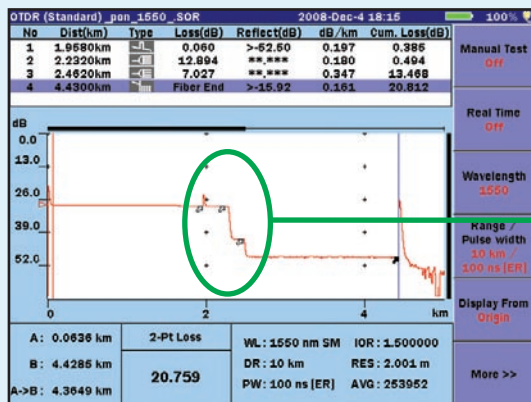 OTDR (Standard) _pon_1550_.SOR 2008-Dec-4 18:15 100%
No Dist(km) Type Loss(dB) Reflect(dB) dB/km Cum. Loss(dB)
1 1.9580km 0.060 >-52.50 0.197 0.385
2 2.2320km 12.894 **.*** 0.180 0.494
3 2.4620km 7.027 **.*** 0.347 13.468
4 4.4300km Fiber End >-15.92 0.161 20.812
dB
0.0
13.0
26.0
39.0
52.0
0 2 4 km
A: 0.0636 km
B: 4.4285 km
A->B: 4.3649 km
2-Pt Loss
20.759
WL: 1550 nm SM IOR: 1.500000
DR: 10 km RES: 2.001 m
PW: 100 ns [ER] AVG: 253952
Manual Test
Off
Real Time
Off
Wavelength
1550
Range /
Pulse width
10 km /
100 ns [ER]
Display From
Origin
More >>